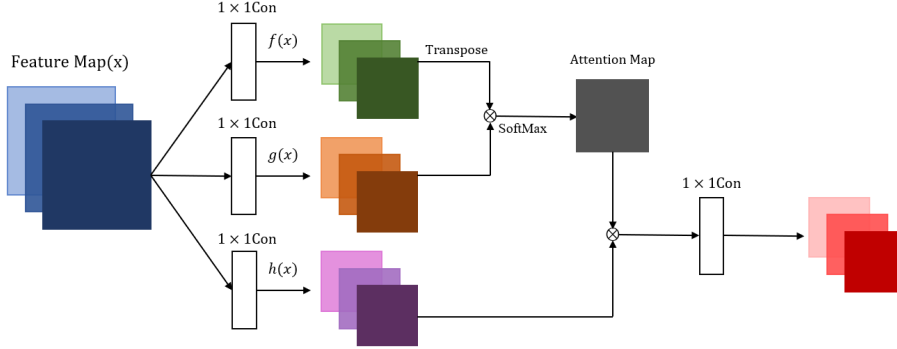 1 × 1Con
f(x)
Feature Map(x)
Transpose
Attention Map
1 × 1Con
g(x)
SoftMax
1 × 1Con
1 × 1Con
h(x)